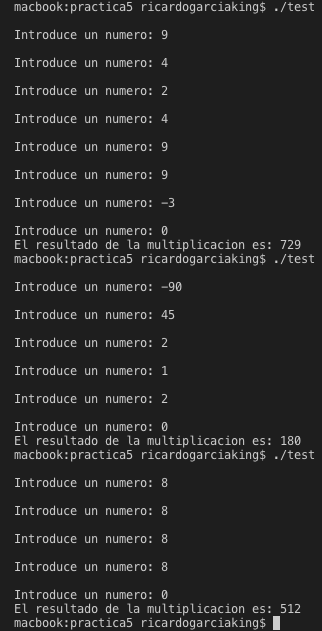 macbook:practica5 ricardogarciaking$ ./test
Introduce un numero: 9
Introduce un numero: 4
Introduce un numero: 2
Introduce un numero: 4
Introduce un numero: 9
Introduce un numero: 9
Introduce un numero: -3
Introduce un numero: 0
El resultado de la multiplicacion es: 729
macbook:practica5 ricardogarciaking$ ./test
Introduce un numero: -90
Introduce un numero: 45
Introduce un numero: 2
Introduce un numero: 1
Introduce un numero: 2
Introduce un numero: 0
El resultado de la multiplicacion es: 180
macbook:practica5 ricardogarciaking$ ./test
Introduce un numero: 8
Introduce un numero: 8
Introduce un numero: 8
Introduce un numero: 8
Introduce un numero: 0
El resultado de la multiplicacion es: 512
macbook:practica5 ricardogarciaking$